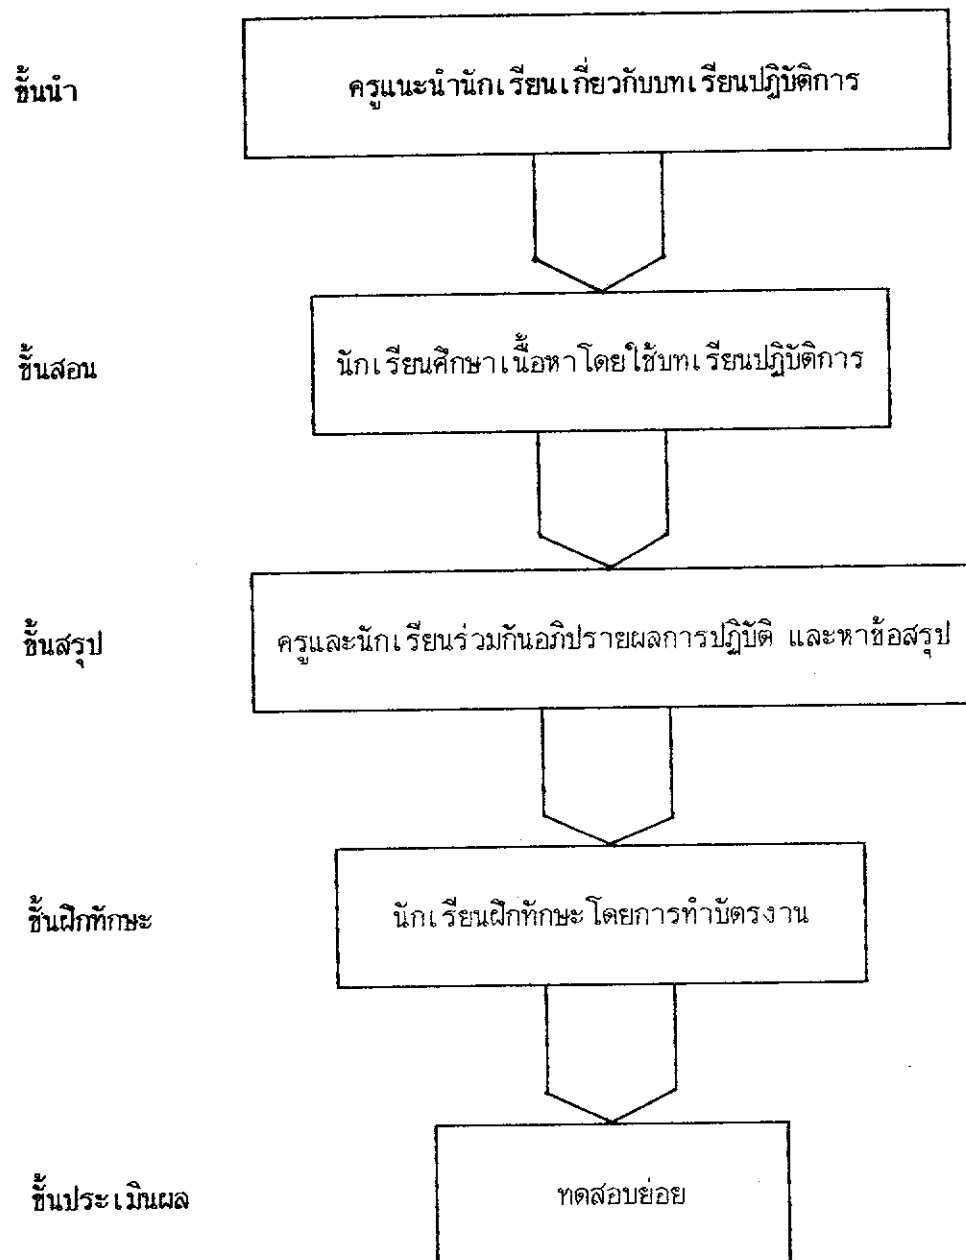 ขั้นนำ
ครูแนะนำนักเรียนเกี่ยวกับบทเรียนปฏิบัติการ
ขั้นสอน
นักเรียนศึกษาเนื้อหาโดยใช้บทเรียนปฏิบัติการ
ขั้นสรุป
ครูและนักเรียนร่วมกันอภิปรายผลการปฏิบัติ และหาข้อสรุป
ขั้นฝึกทักษะ
นักเรียนฝึกทักษะโดยการทำบัตรงาน
ขั้นประเมินผล
ทดสอบย่อย